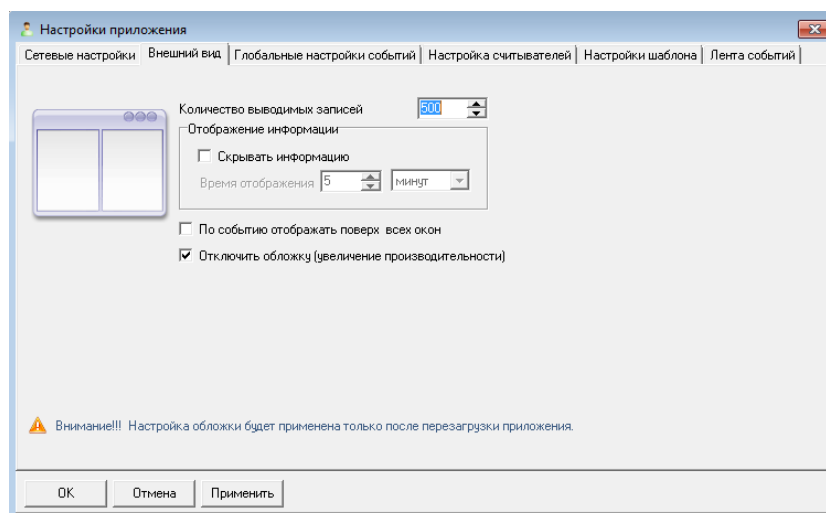 Настройки приложения
Сетевые настройки Внешний вид Глобальные настройки событий Настройка считывателей Настройки шаблона Лента событий
Количество выводимых записей 500
Отображение информации
Скрывать информацию
Время отображения 5 минут
По событию отображать поверх всех окон
Отключить обложку (увеличение производительности)
Внимание!!! Настройка обложки будет применена только после перезагрузки приложения.
OK Отмена Применить